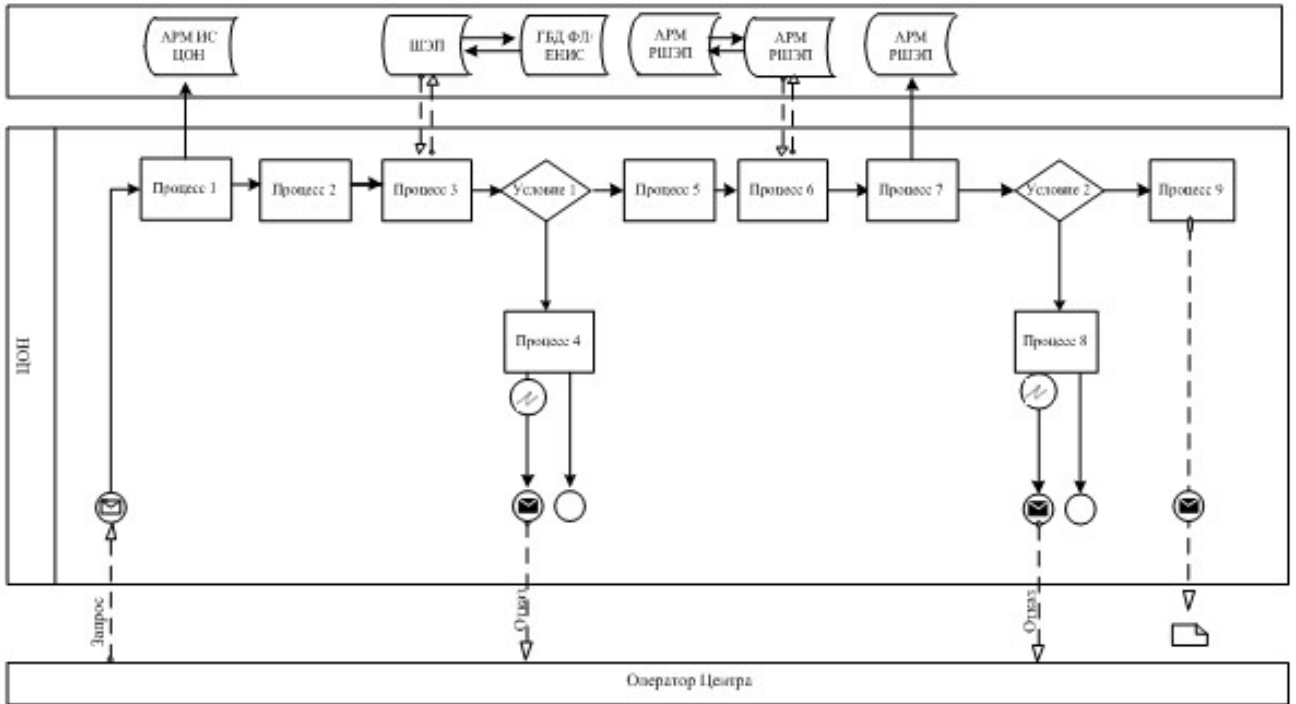 АРМ ИС
ЦОН
ШЭП
ГБД ФЛ/
ЕНИС
АРМ
РШЭП
АРМ
РШЭП
АРМ
РШЭП
Процесс 1
Процесс 2
Процесс 3
Условие 1
Процесс 5
Процесс 6
Процесс 7
Условие 2
Процесс 9
Процесс 4
Процесс 8
ЦОН
Запрос
Отказ
Отказ
Оператор Центра